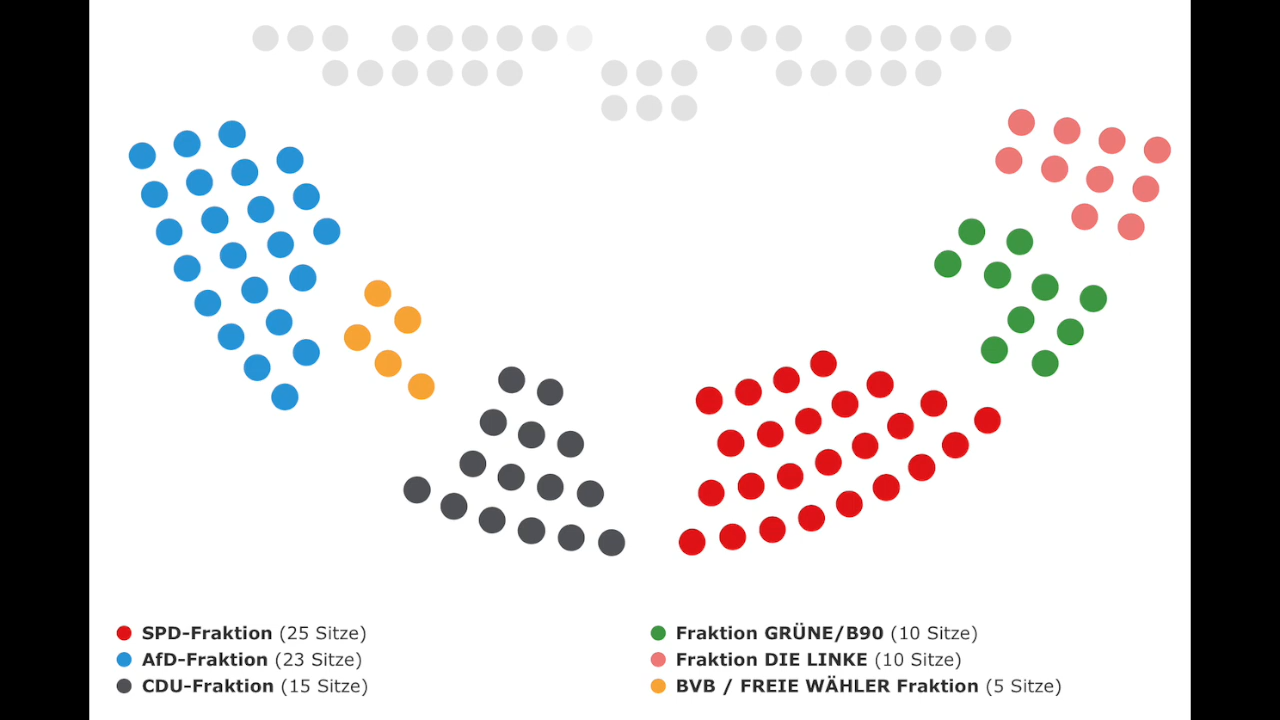 SPD-Fraktion (25 Sitze)
AfD-Fraktion (23 Sitze)
CDU-Fraktion (15 Sitze)
Fraktion GRÜNE/B90 (10 Sitze)
Fraktion DIE LINKE (10 Sitze)
BVB / FREIE WÄHLER Fraktion (5 Sitze)